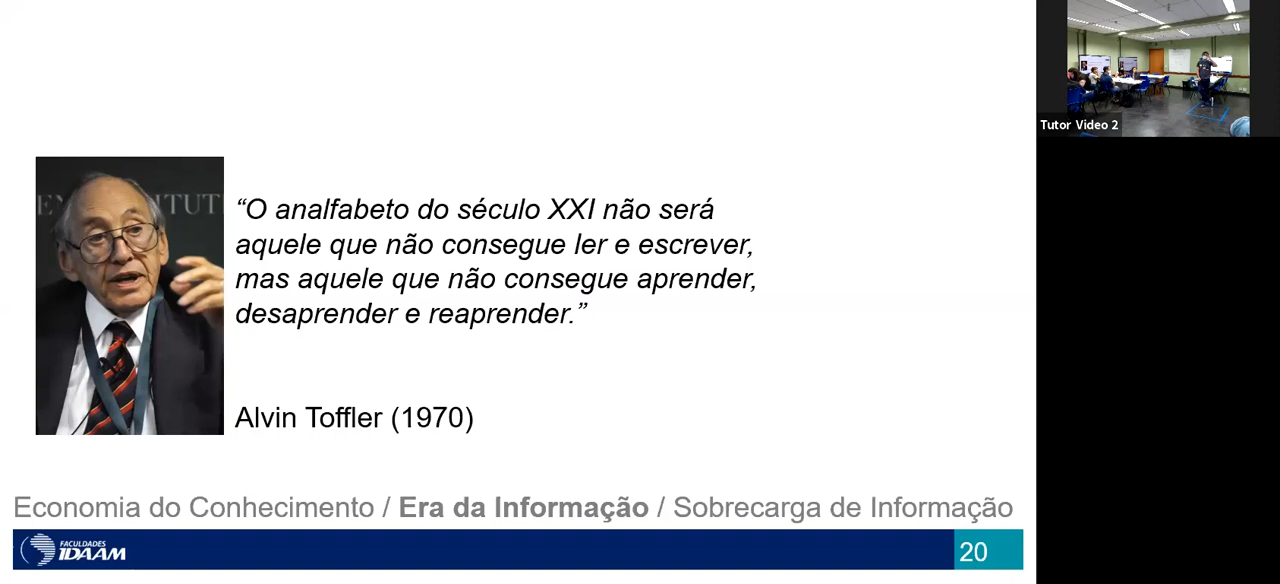 EX
TITUT
“O analfabeto do século XXI não será
aquele que não consegue ler e escrever,
mas aquele que não consegue aprender,
desaprender e reaprender.”
Alvin Toffler (1970)
Economia do Conhecimento / Era da Informação / Sobrecarga de Informação
FACULDADES
IDAAM
20
Tutor Video 2